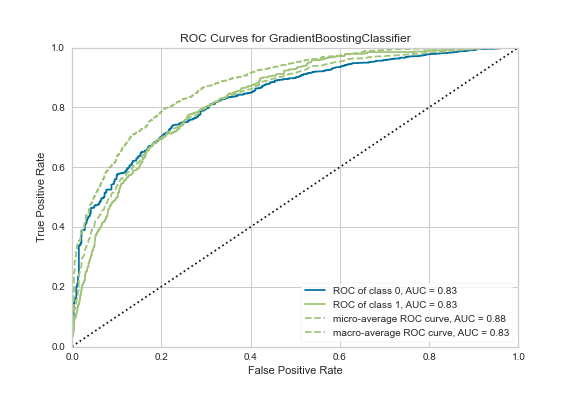 ROC Curves for GradientBoostingClassifier
True Positive Rate
1.0
0.8
0.6
0.4
0.2
0.0
ROC of class 0, AUC = 0.83
ROC of class 1, AUC = 0.83
micro-average ROC curve, AUC = 0.88
macro-average ROC curve, AUC = 0.83
0.0 0.2 0.4 0.6 0.8 1.0
False Positive Rate